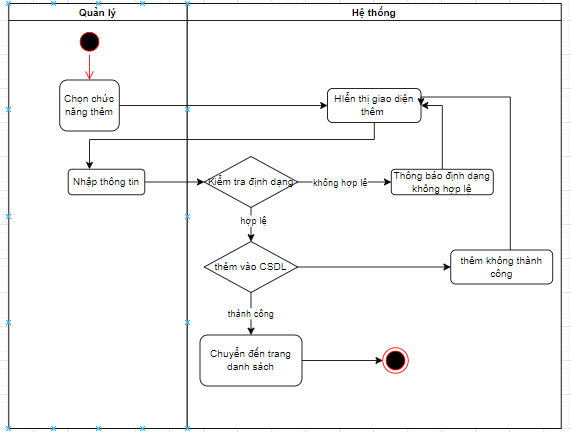 Quản lý
Hệ thống
Chọn chức
năng thêm
Hiển thị giao diện
thêm
Nhập thông tin
Kiểm tra định dạng
không hợp lệ
Thông báo định dạng
không hợp lệ
hợp lệ
thêm vào CSDL
thêm không thành
công
thành công
Chuyển đến trang
danh sách